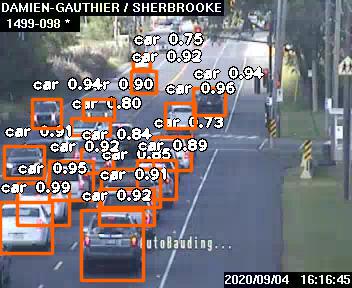 DAMIEN-GAUTHIER / SHERBROOKE
1499-098 *
car 0.75
car 0.92
car 0.94
car 0.90
car 0.94
car 0.96
car 0.80
car 0.73
car 0.91
car 0.84
car 0.92
car 0.89
car 0.85
car 0.95
car 0.91
car 0.99
car 0.92
AutoBauding...
2020/09/04 16:16:45